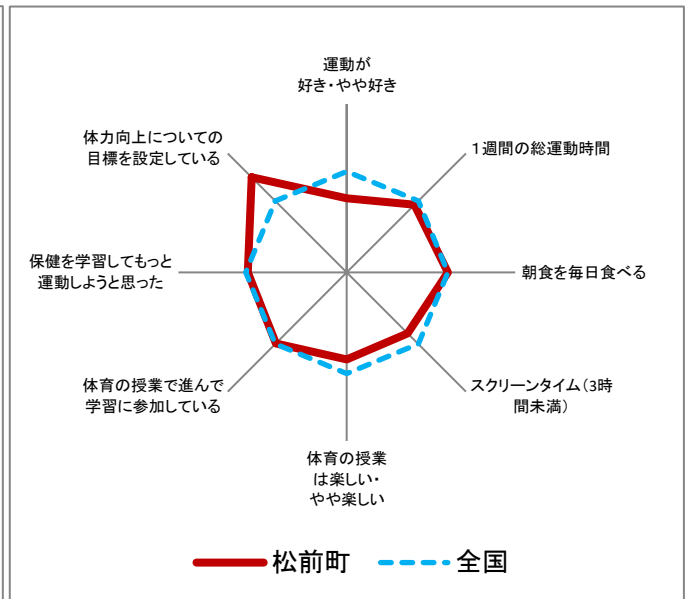 運動が
好き・やや好き
１週間の総運動時間
朝食を毎日食べる
スクリーンタイム（3時
間未満）
体育の授業
は楽しい・
やや楽しい
体育の授業で進んで
学習に参加している
保健を学習してもっと
運動しようと思った
体力向上についての
目標を設定している
松前町
全国